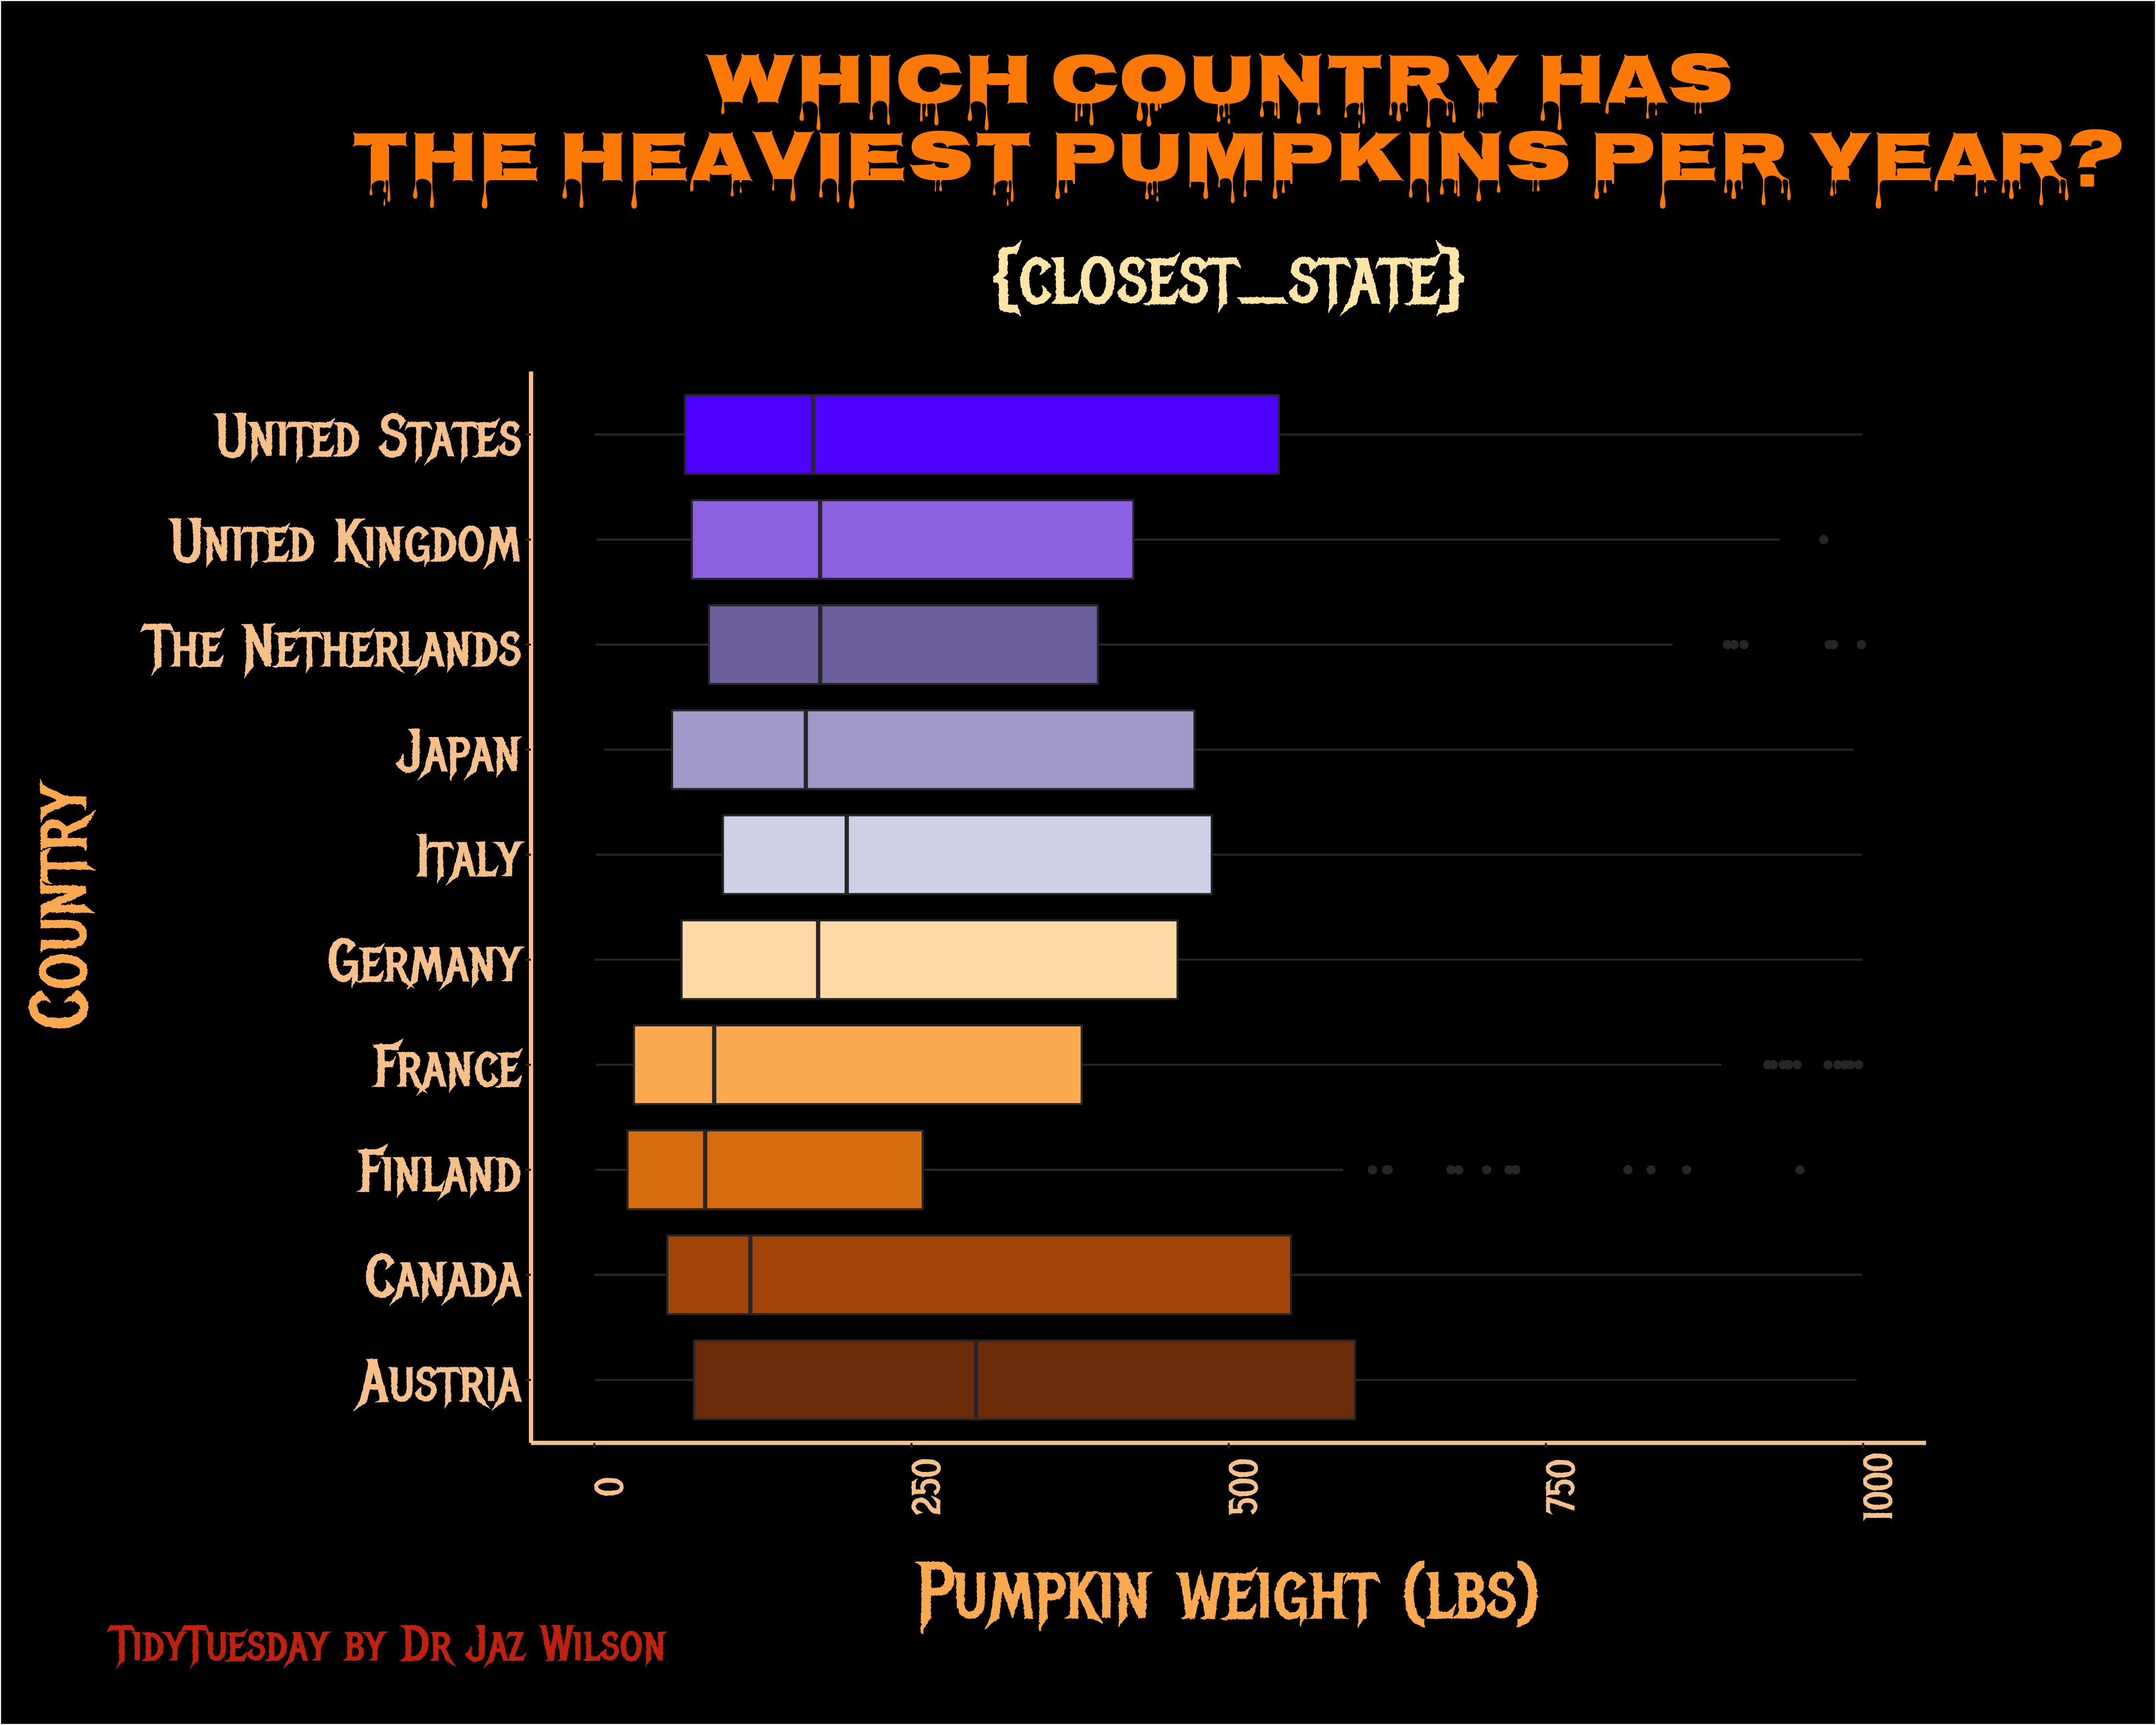 Which country has
the heaviest pumpkins per year?
{closest_state}
United States
United Kingdom
The Netherlands
Japan
Italy
Germany
France
Finland
Canada
Austria
Country
0
250
500
750
1000
Pumpkin weight (lbs)
TidyTuesday by Dr Jaz Wilson